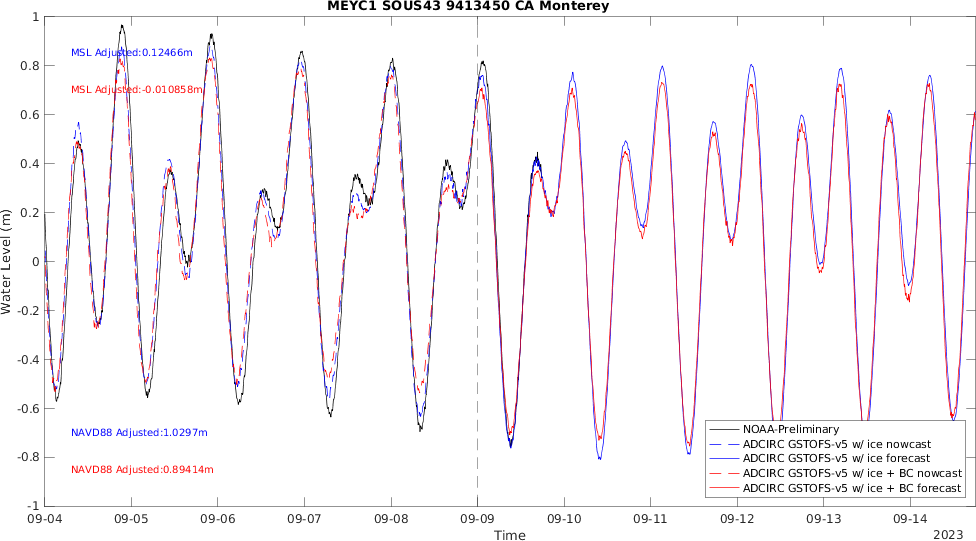 MEYC1 SOUS43 9413450 CA Monterey
1
0.8
0.6
0.4
0.2
0
-0.2
-0.4
-0.6
-0.8
-1
Water Level (m)
MSL Adjusted:0.12466m
MSL Adjusted:-0.010858m
NAVD88 Adjusted:1.0297m
NAVD88 Adjusted:0.89414m
NOAA-Preliminary
ADCIRC GSTOFS-v5 w/ ice nowcast
ADCIRC GSTOFS-v5 w/ ice forecast
ADCIRC GSTOFS-v5 w/ ice + BC nowcast
ADCIRC GSTOFS-v5 w/ ice + BC forecast
09-04 09-05 09-06 09-07 09-08 09-09 09-10 09-11 09-12 09-13 09-14
Time
2023